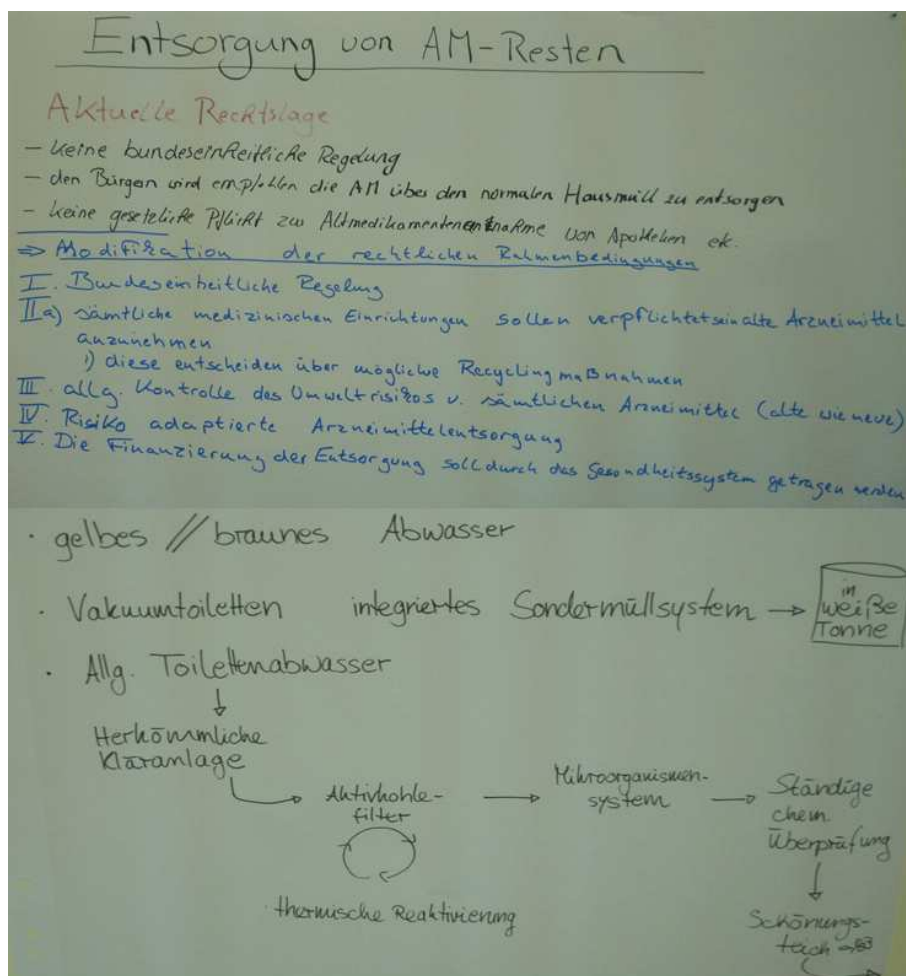 Entsorgung von AM-Resten
Aktuelle Rechtslage
- keine bundeseinheitliche Regelung
- den Bürgern wird empfohlen die AM über den normalen Hausmüll zu entsorgen
- keine gesetzliche Pflicht zur Altmedikamentenannahme von Apotheken etc.
⇒ Modifikation der rechtlichen Rahmenbedingungen
I. Bundeseinheitliche Regelung
IIa) sämtliche medizinischen Einrichtungen sollen verpflichtet sein alte Arzneimittel
anzunehmen
1) diese entscheiden über mögliche Recyclingmaßnahmen
III. allg. Kontrolle des Umweltrisikos v. sämtlichen Arzneimittel (alte wie neue)
IV. Risiko adaptierte Arzneimittelentsorgung
V. Die Finanzierung der Entsorgung soll durch das Gesondheitssystem getragen werden
· gelbes // braunes Abwasser
· Vakuumtoiletten integriertes Sondermüllsystem → in
weiße
Tonne
· Allg. Toilettenabwasser
↓
Herkömmliche
Kläranlage
→ Aktivkohle-
filter
→ Mikroorganismen-
system
→ Ständige
chem.
Überprüfung
thermische Reaktivierung
↓
Schönungs-
teich